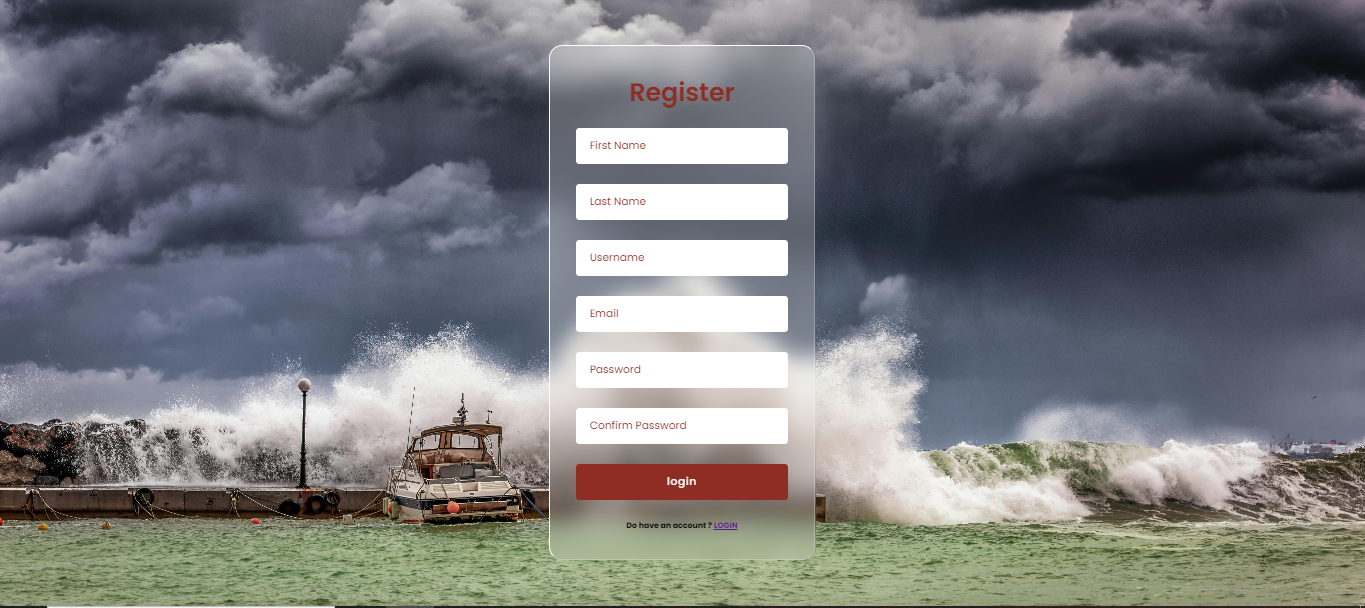 Register
First Name
Last Name
Username
Email
Password
Confirm Password
login
Do have an account ? LOGIN